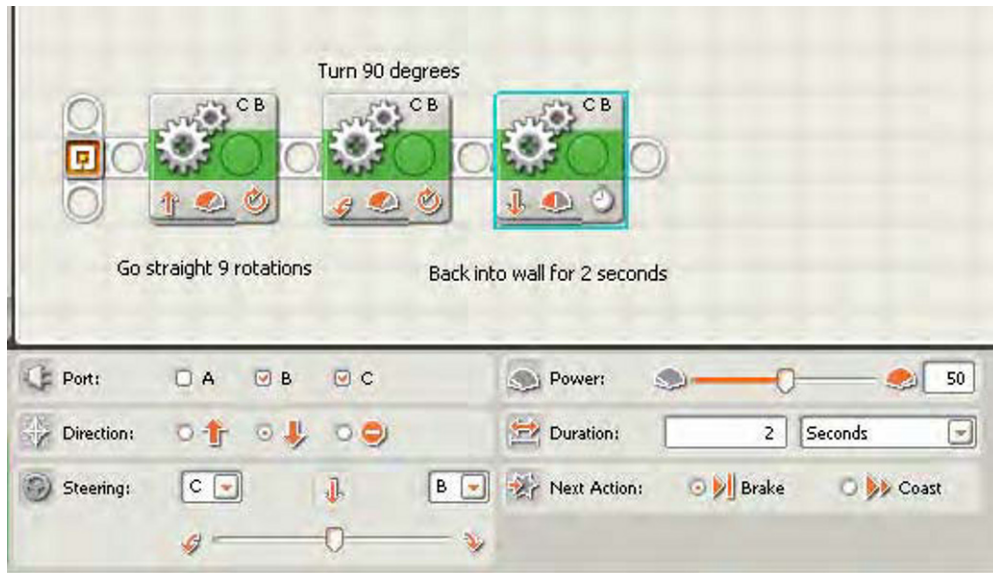 Turn 90 degrees
C B
C B
C B
Go straight 9 rotations
Back into wall for 2 seconds
Port: A B C
Power: 50
Direction:
Duration: 2 Seconds
Steering: C B
Next Action: Brake Coast